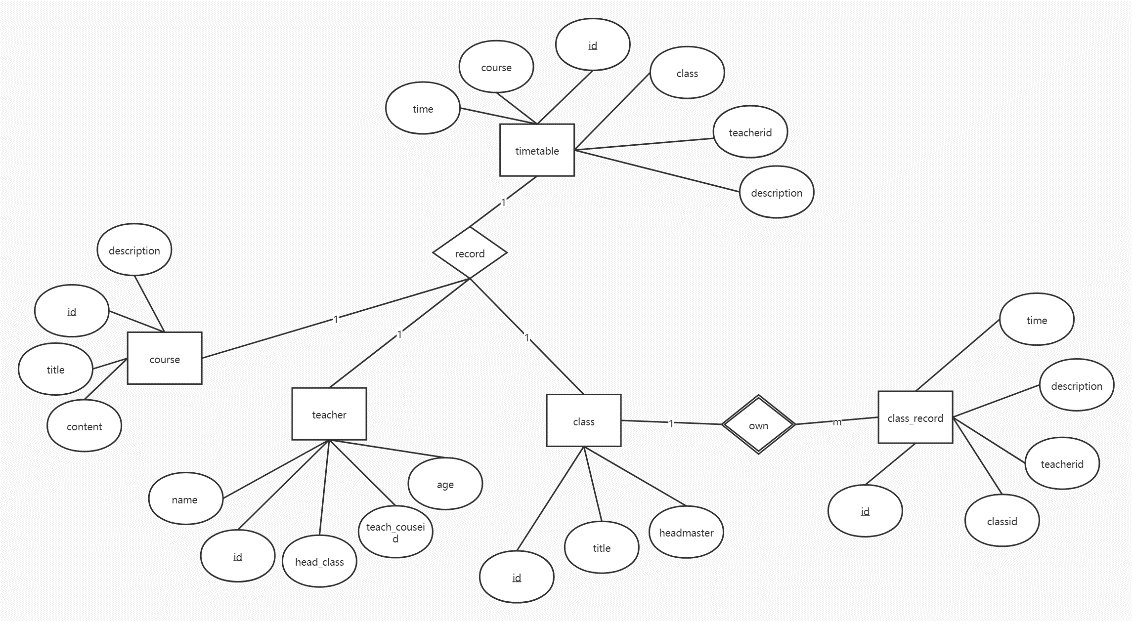 id
course
class
time
teacherid
timetable
description
1
record
description
id
1
time
1
1
course
title
description
teacher
class
1
own
m
class_record
content
teacherid
age
name
id
classid
teach_cousei
d
headmaster
title
id
head_class
id